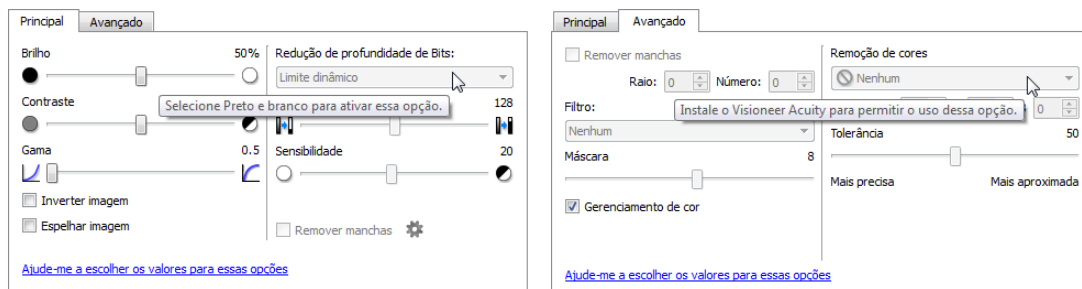 Principal Avançado
Brilho 50%
Contraste
Gama 0.5
Inverter imagem
Espelhar imagem
Redução de profundidade de Bits:
Limite dinâmico
Selecione Preto e branco para ativar essa opção.
128
Sensibilidade 20
Remover manchas
Ajude-me a escolher os valores para essas opções
Principal Avançado
Remover manchas
Raio: 0 Número: 0
Filtro:
Nenhum
Máscara 8
Gerenciamento de cor
Remoção de cores
Nenhum
Instale o Visioneer Acuity para permitir o uso dessa opção.
0
Tolerância 50
Mais precisa Mais aproximada
Ajude-me a escolher os valores para essas opções